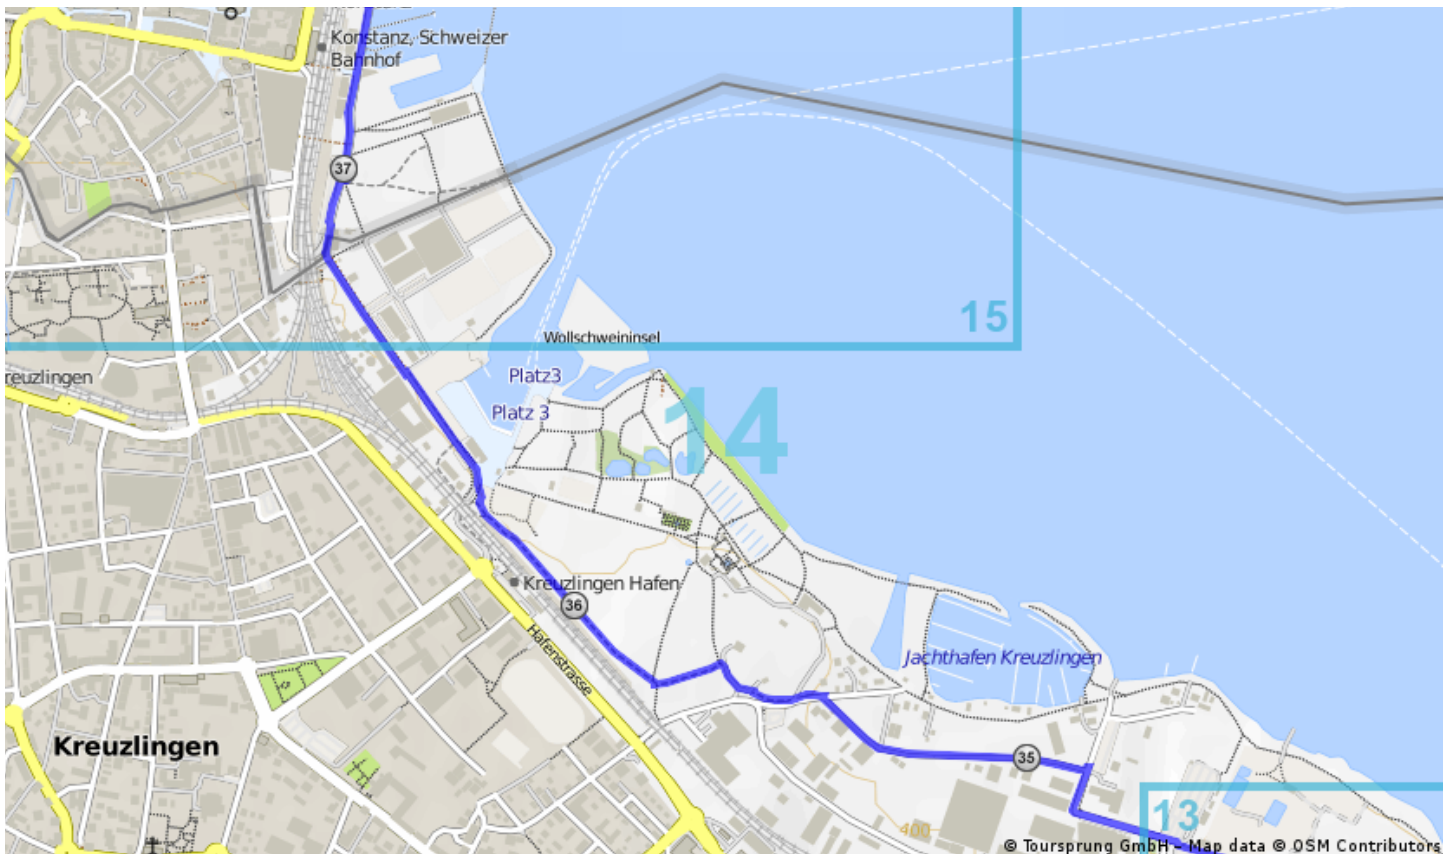 Konstanz, Schweizer
Bahnhof
37
15
Wollschweininsel
reuzlingen
Platz3
14
Platz 3
Kreuzlingen Hafen
36
Hafenstrasse
Jachthafen Kreuzlingen
Kreuzlingen
35
13
400
© Toursprung GmbH - Map data © OSM Contributors